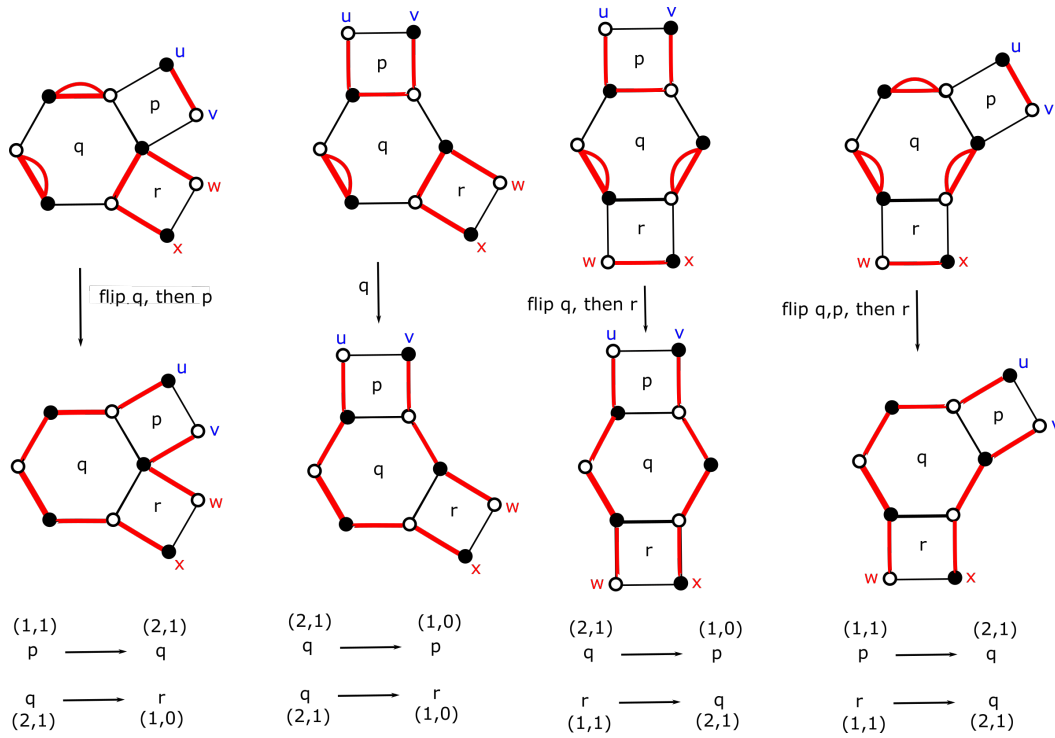 u
p
v
q
r
w
x
flip q, then p
u
p
v
q
r
w
x
(1,1) (2,1)
p q
q r
(2,1) (1,0)
u v
p
q
r
w
x
q
u v
p
q
r
w
x
(2,1) (1,0)
q p
q r
(2,1) (1,0)
u v
p
q
r
w x
flip q, then r
u v
p
q
r
w x
(2,1) (1,0)
q p
r q
(1,1) (2,1)
u
p
v
q
r
w x
flip q,p, then r
u
p
v
q
r
w x
(1,1) (2,1)
p q
r q
(1,1) (2,1)